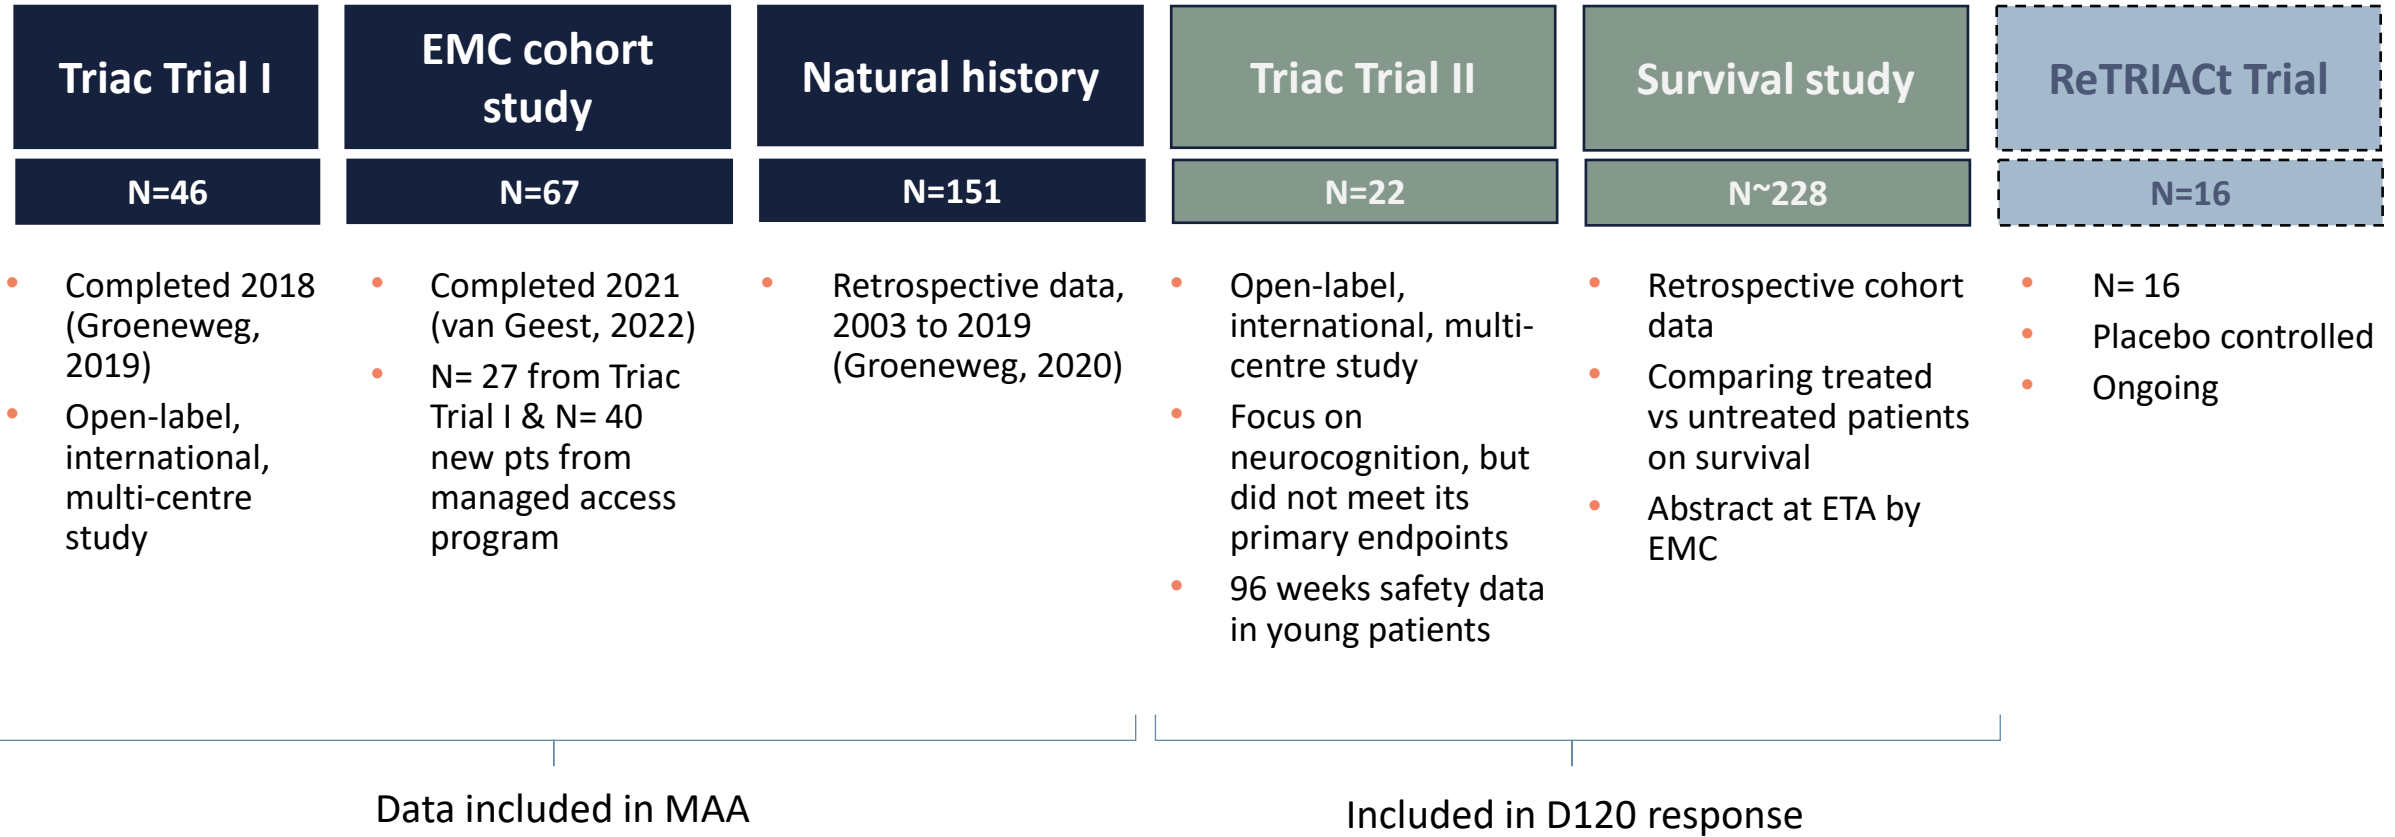 Triac Trial I
N=46
• Completed 2018
(Groeneweg,
2019)
• Open-label,
international,
multi-centre
study
EMC cohort
study
N=67
• Completed 2021
(van Geest, 2022)
• N= 27 from Triac
Trial I & N= 40
new pts from
managed access
program
Natural history
N=151
• Retrospective data,
2003 to 2019
(Groeneweg, 2020)
Triac Trial II
N=22
• Open-label,
international, multi-
centre study
• Focus on
neurocognition, but
did not meet its
primary endpoints
• 96 weeks safety data
in young patients
Survival study
N~228
• Retrospective cohort
data
• Comparing treated
vs untreated patients
on survival
• Abstract at ETA by
EMC
ReTRIACt Trial
N=16
• N= 16
• Placebo controlled
• Ongoing
Data included in MAA
Included in D120 response